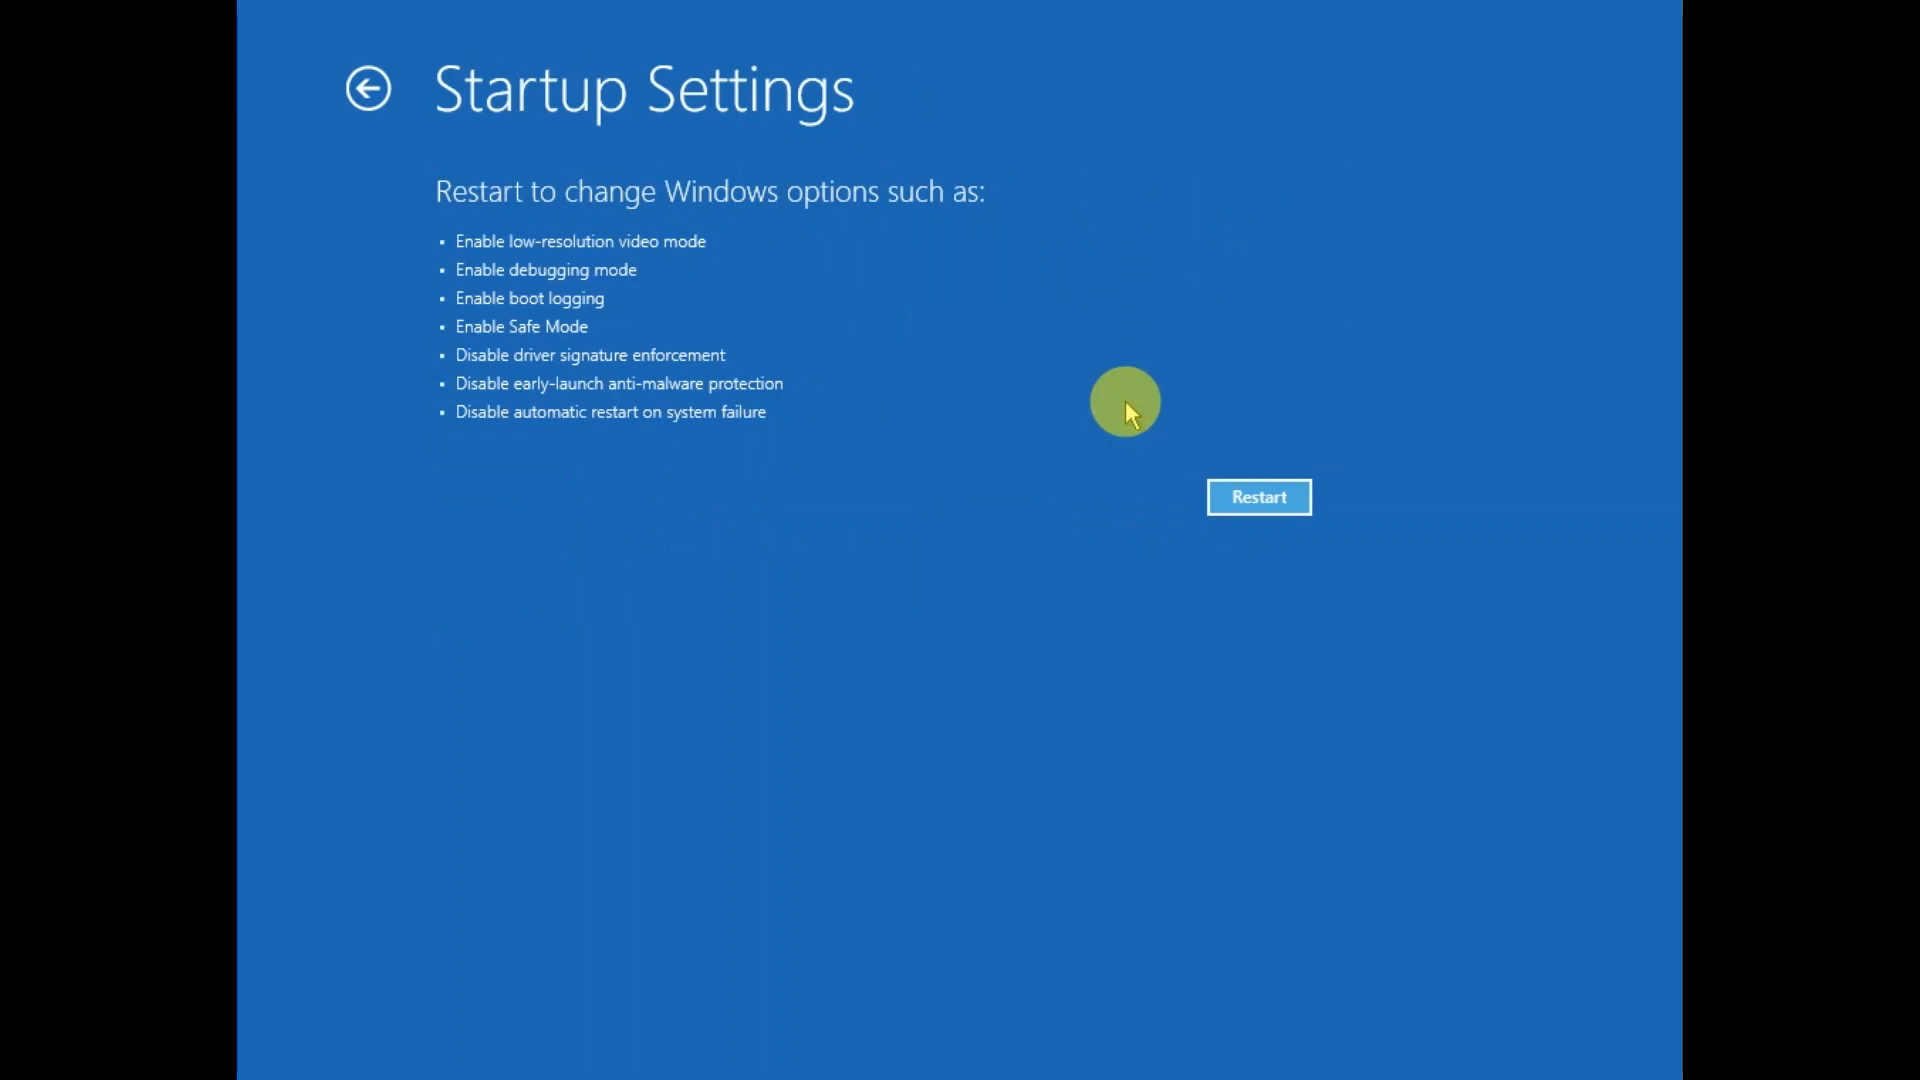 Startup Settings
Restart to change Windows options such as:
Enable low-resolution video mode
Enable debugging mode
Enable boot logging
Enable Safe Mode
Disable driver signature enforcement
Disable early-launch anti-malware protection
Disable automatic restart on system failure
Restart